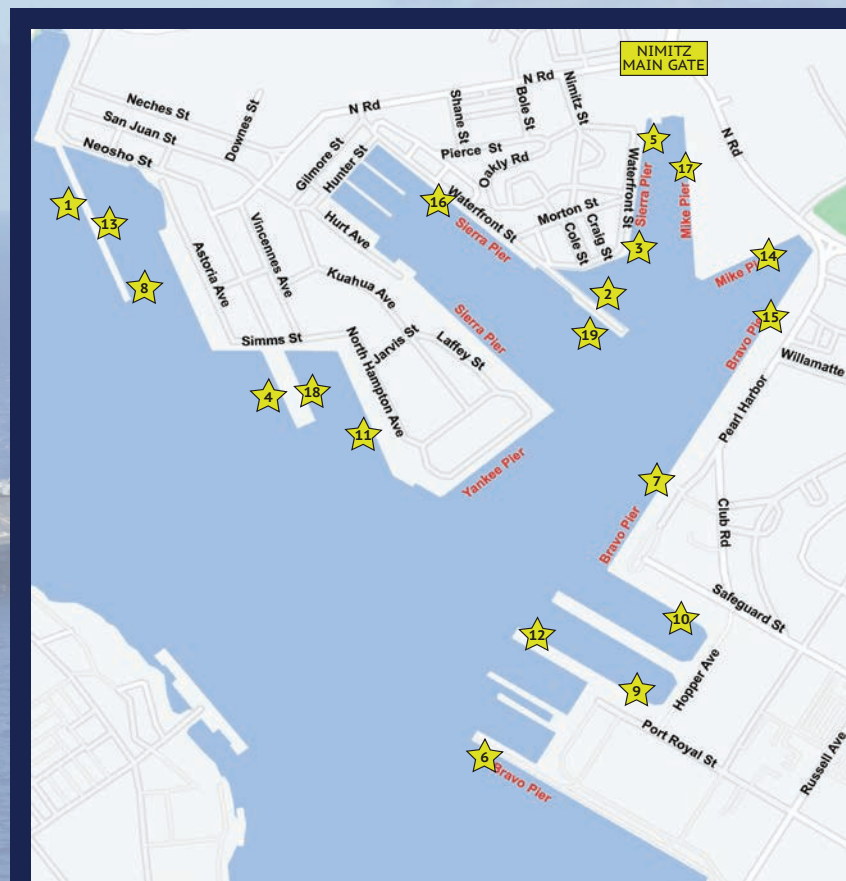 NIMITZ
MAIN GATE
N Rd
N Rd
N Rd
Neches St
San Juan St
Neosho St
Downes St
Gilmore St
Hunter St
Shane St
Bole St
Nimitz St
Pierce St
Oakly Rd
Waterfront St
Sierra Pier
5
17
Mike Pier
1
13
8
16
Waterfront St
Sierra Pier
Morton St
Cole St
Craig St
3
14
Mike Pi
2
19
15
Bravo Pie
Willamatte
Hurt Ave
Kuahua Ave
Vincennes Ave
Astoria Ave
Sierra Pier
Simms St
Jarvis St
Laffey St
North Hampton Ave
4
18
11
Yankee Pier
Pearl Harbor
7
Bravo Pier
Club Rd
Safeguard St
10
12
9
Hopper Ave
Port Royal St
6
Bravo Pier
Russell Ave